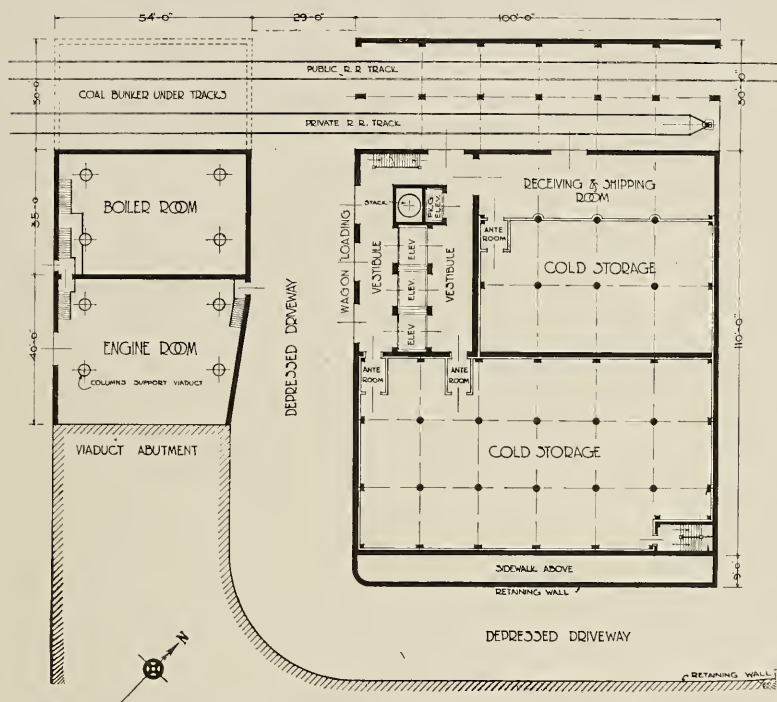 54'-0"
29'-0"
100'-0"
PUBLIC R.R. TRACK
30'-0"
COAL BUNKER UNDER TRACKS
30'-0"
PRIVATE R.R. TRACK
BOILER ROOM
35'-0"
STACK
PKG. ELEV.
RECEIVING & SHIPPING
ROOM
ANTE
ROOM
WAGON LOADING
VESTIBULE
ELEV.
ELEV.
ELEV.
VESTIBULE
COLD STORAGE
DEPRESSED DRIVEWAY
110'-0"
ENGINE ROOM
40'-0"
COLUMNS SUPPORT VIADUCT
ANTE
ROOM
ANTE
ROOM
VIADUCT ABUTMENT
COLD STORAGE
SIDEWALK ABOVE
9'-0"
RETAINING WALL
DEPRESSED DRIVEWAY
N
RETAINING WALL